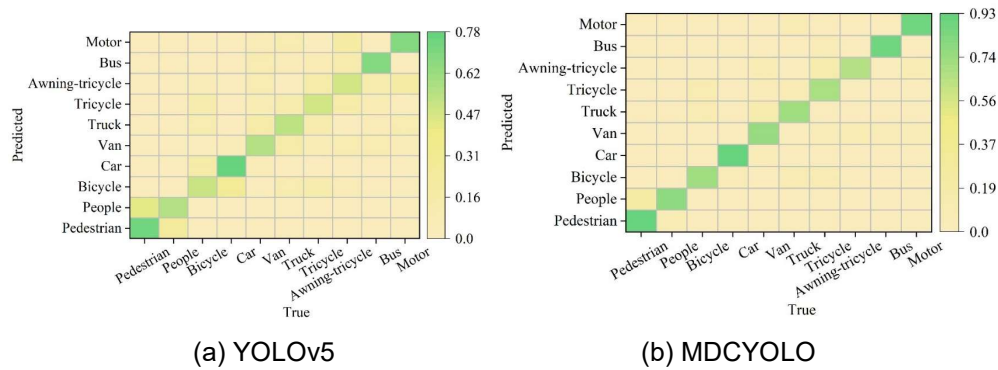 Motor
Bus
Awning-tricycle
Tricycle
Truck
Van
Car
Bicycle
People
Pedestrian
Predicted
Pedestrian
People
Bicycle
Car
Van
Truck
Tricycle
Awning-tricycle
Bus
Motor
True
0.78
0.62
0.47
0.31
0.16
0.0
(a) YOLOv5
Motor
Bus
Awning-tricycle
Tricycle
Truck
Van
Car
Bicycle
People
Pedestrian
Predicted
Pedestrian
People
Bicycle
Car
Van
Truck
Tricycle
Awning-tricycle
Bus
Motor
True
0.93
0.74
0.56
0.37
0.19
0.0
(b) MDCYOLO